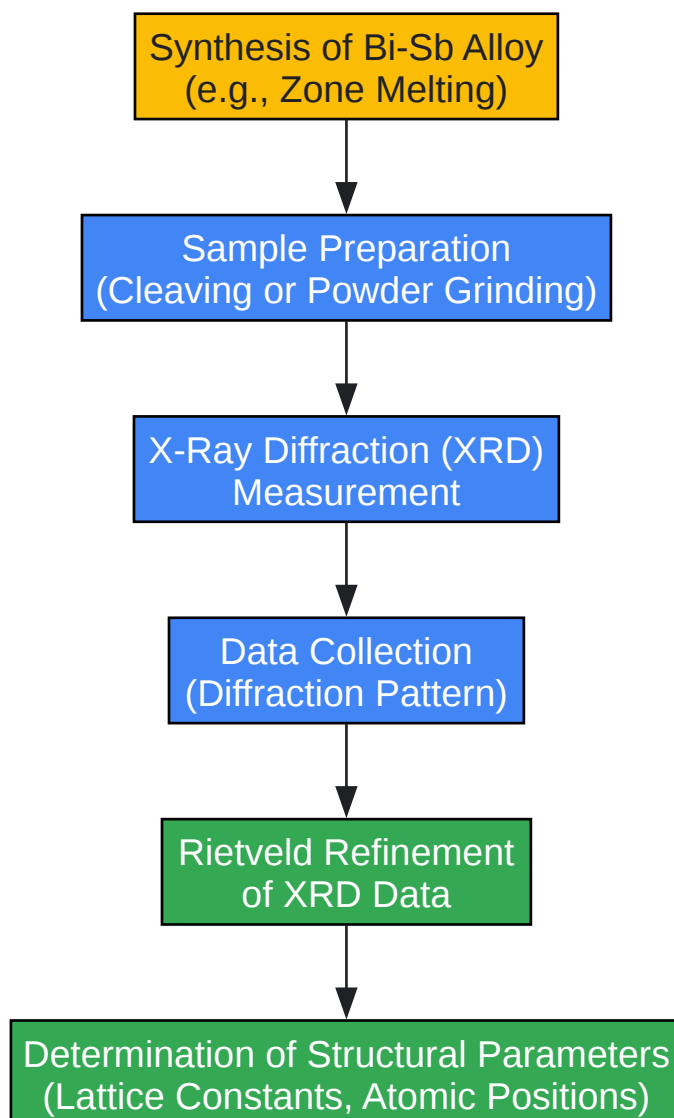 Synthesis of Bi-Sb Alloy
(e.g., Zone Melting)
Sample Preparation
(Cleaving or Powder Grinding)
X-Ray Diffraction (XRD)
Measurement
Data Collection
(Diffraction Pattern)
Rietveld Refinement
of XRD Data
Determination of Structural Parameters
(Lattice Constants, Atomic Positions)